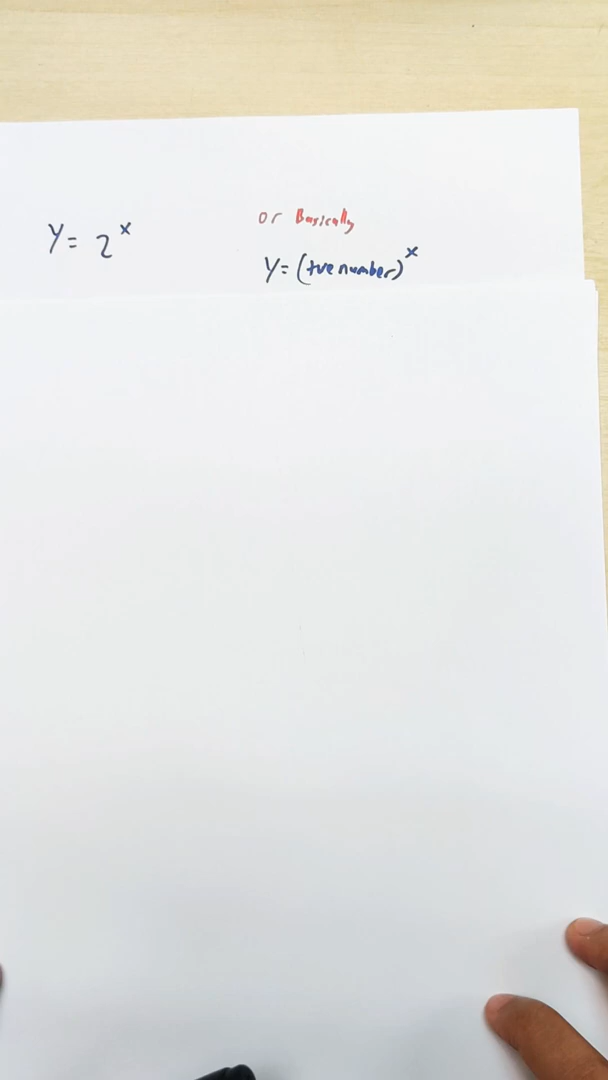 y = 2^x
or Basically
y = (+ve number)^x